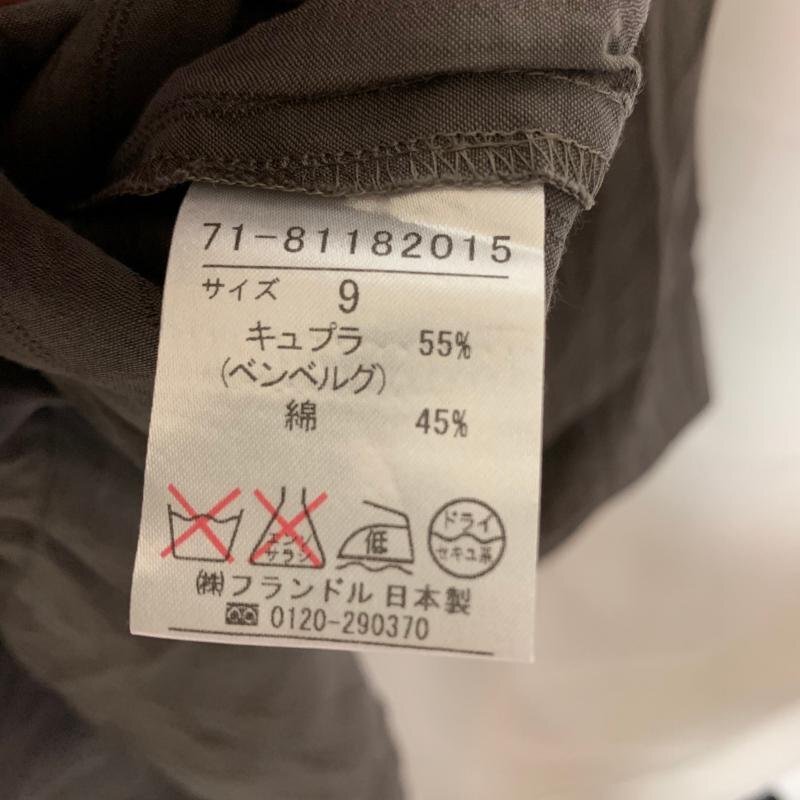 71-81182015
サイズ 9
キュプラ 55%
(ベンベルグ)
綿 45%
エンソ
サラシ
低
ドライ
セキユ系
㈱フランドル 日本製
0120-290370